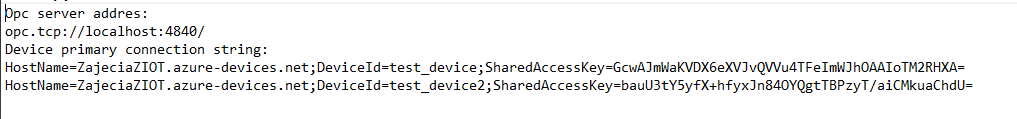 Opc server addres:
opc.tcp://localhost:4840/
Device primary connection string:
HostName=ZajeciaZIOT.azure-devices.net;DeviceId=test_device;SharedAccessKey=GcwAJmWaKVDX6eXVJvQVVu4TFeImWJhOAAIoTM2RHXA=
HostName=ZajeciaZIOT.azure-devices.net;DeviceId=test_device2;SharedAccessKey=bauU3tY5yfX+hfyxJn84OYQgtTBPzyT/aiCMkuaChdU=